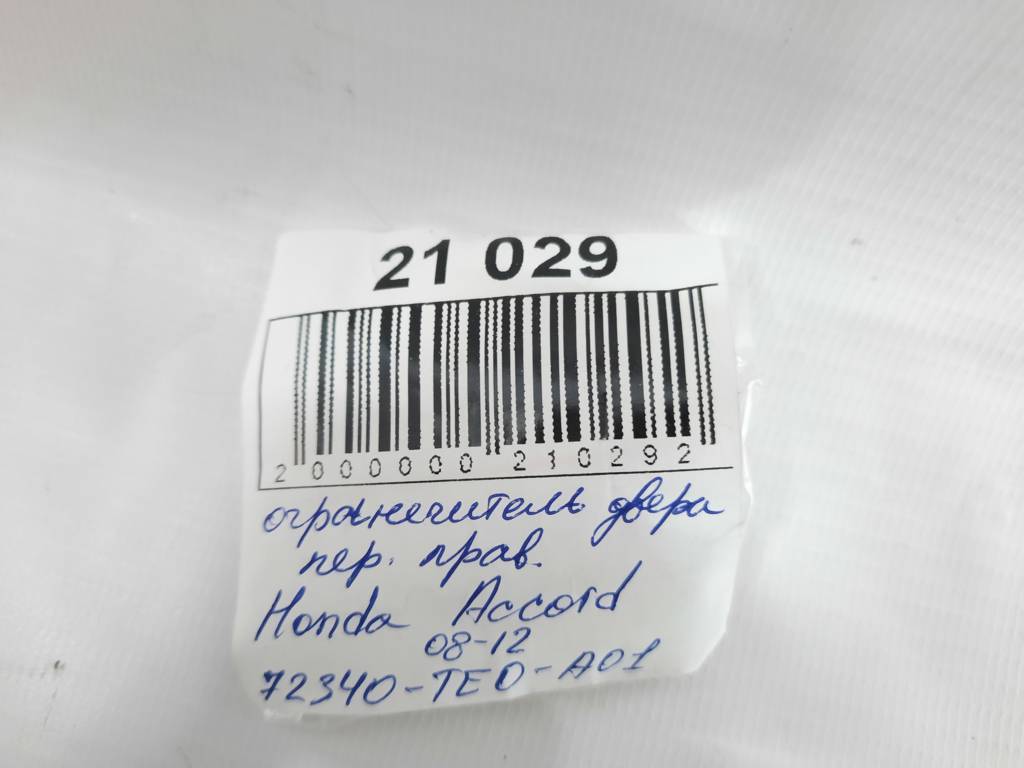 21 029
2 000000 210292
ограничитель двери
пер. прав.
Honda Accord
08-12
72340-TE0-A01